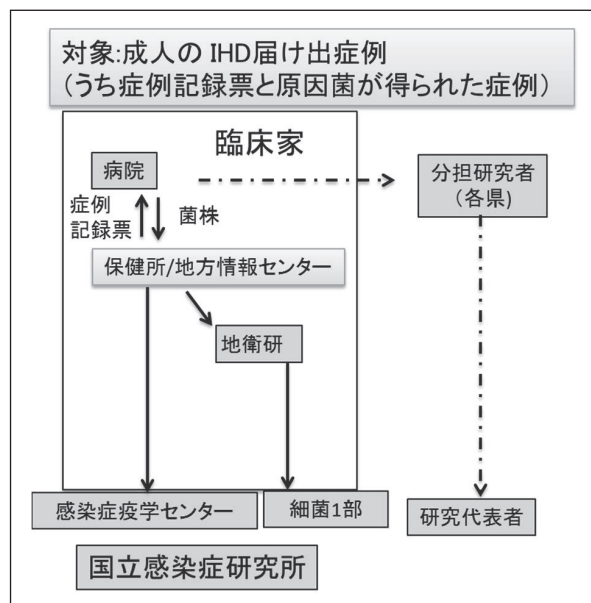 対象:成人の IHD届け出症例
（うち症例記録票と原因菌が得られた症例）
臨床家
病院
分担研究者
（各県)
症例
記録票
菌株
保健所/地方情報センター
地衛研
感染症疫学センター
細菌1部
研究代表者
国立感染症研究所